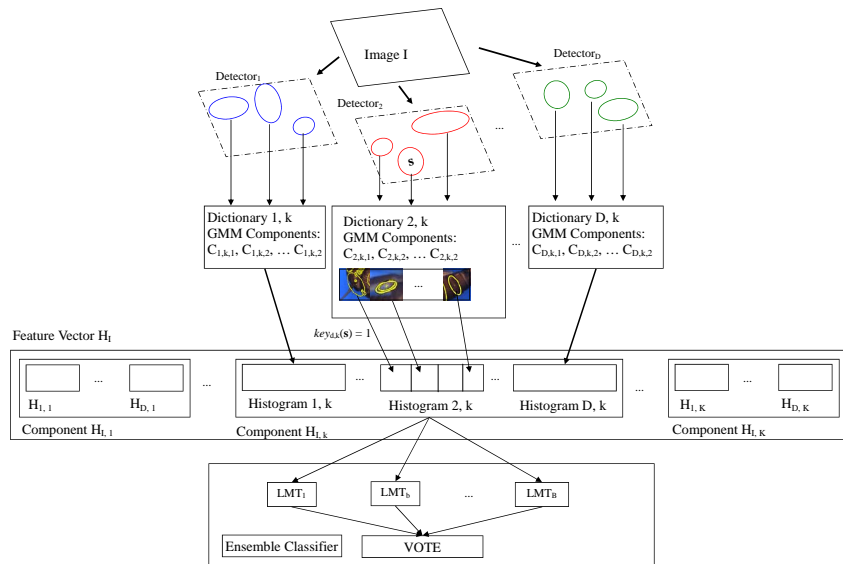 Image I
Detector1
Detector2
DetectorD
s
...
Dictionary 1, k
GMM Components:
C1,k,1, C1,k,2, … C1,k,2
Dictionary 2, k
GMM Components:
C2,k,1, C2,k,2, … C2,k,2
...
...
Dictionary D, k
GMM Components:
CD,k,1, CD,k,2, … CD,k,2
keyd,k(s) = 1
Feature Vector HI
...
H1, 1
HD, 1
Component HI, 1
...
...
...
Histogram 1, k
Histogram 2, k
Histogram D, k
Component HI, k
...
...
H1, K
HD, K
Component HI, K
LMT1
LMTb
...
LMTB
Ensemble Classifier
VOTE